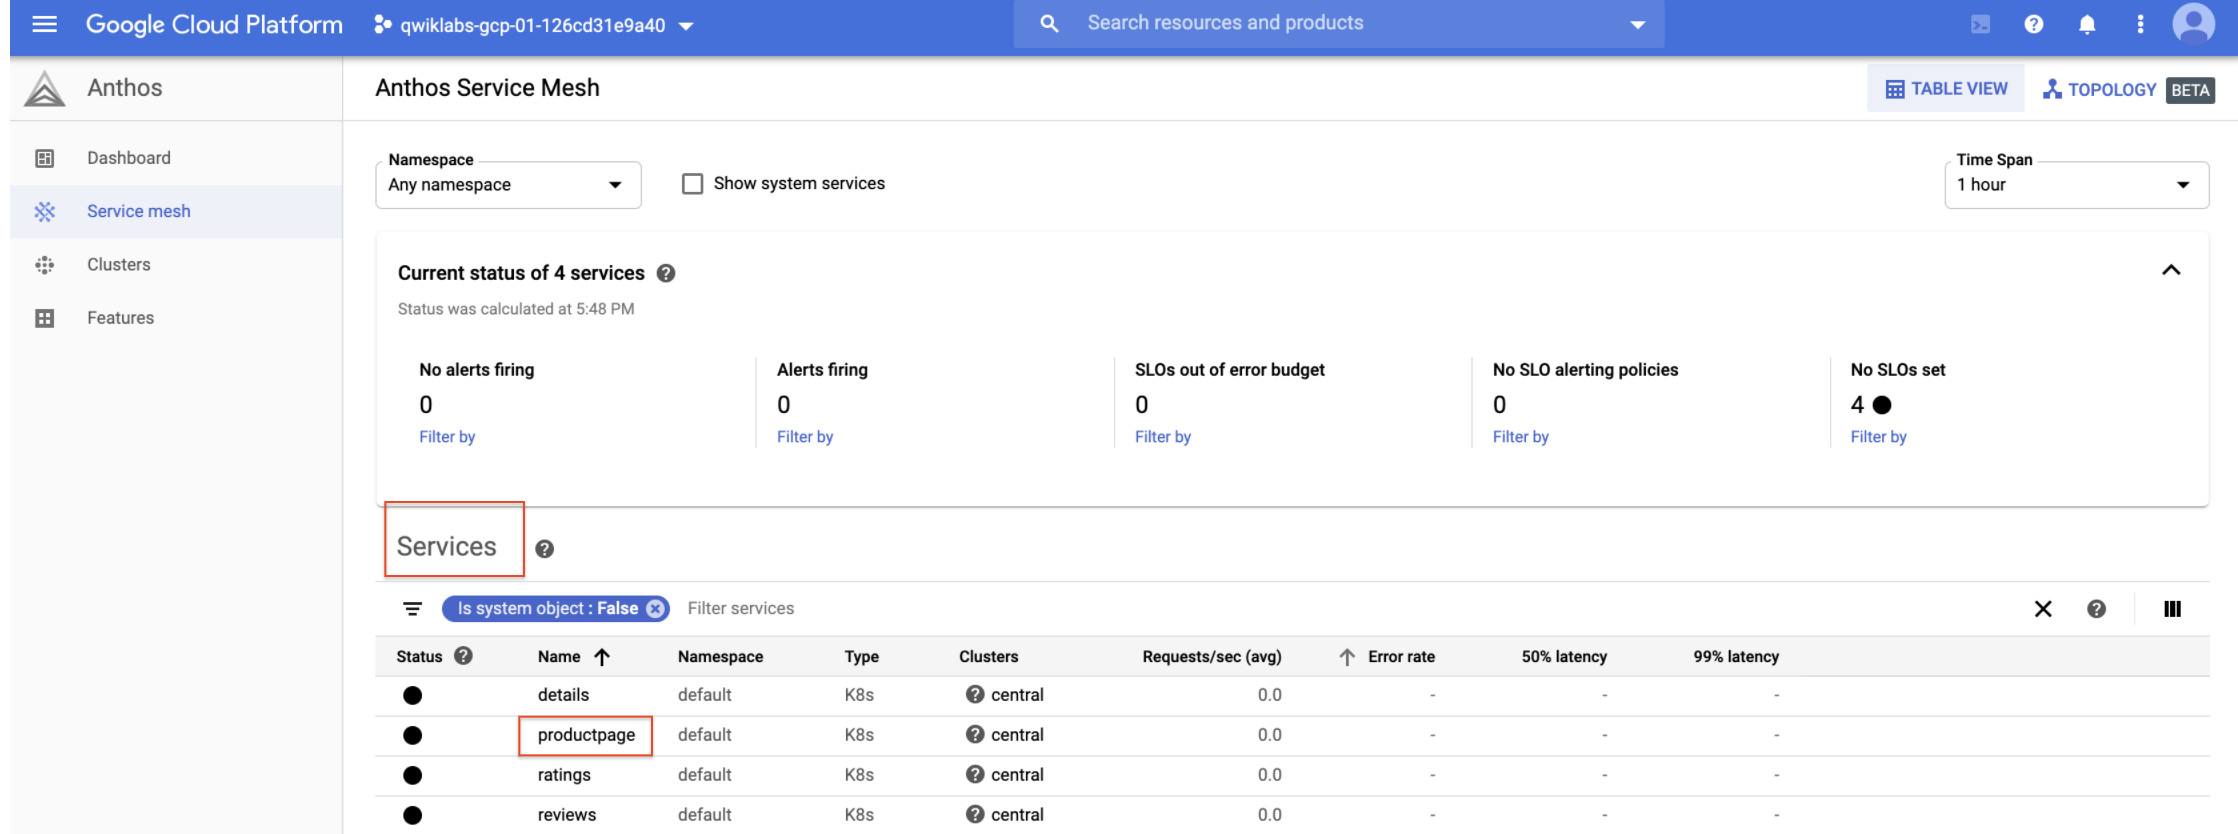 Google Cloud Platform qwiklabs-gcp-01-126cd31e9a40 Search resources and products
Anthos
Anthos Service Mesh TABLE VIEW TOPOLOGY BETA
Dashboard
Service mesh
Clusters
Features
Namespace
Any namespace
Show system services
Time Span
1 hour
Current status of 4 services
Status was calculated at 5:48 PM
No alerts firing
0
Filter by
Alerts firing
0
Filter by
SLOs out of error budget
0
Filter by
No SLO alerting policies
0
Filter by
No SLOs set
4
Filter by
Services
Is system object : False Filter services
Status Name Namespace Type Clusters Requests/sec (avg) Error rate 50% latency 99% latency
details default K8s central 0.0 - - -
productpage default K8s central 0.0 - - -
ratings default K8s central 0.0 - - -
reviews default K8s central 0.0 - - -